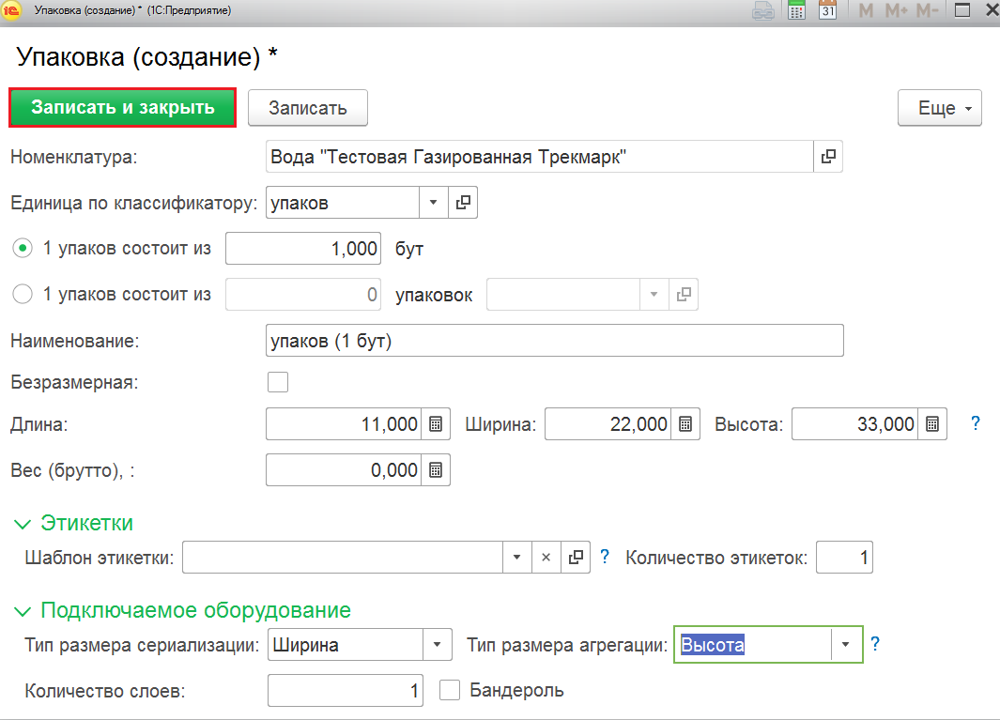 Упаковка (создание) * (1С:Предприятие)
31 M M+ M-
Упаковка (создание) *
Записать и закрыть Записать Еще
Номенклатура: Вода "Тестовая Газированная Трекмарк"
Единица по классификатору: упаков
1 упаков состоит из 1,000 бут
1 упаков состоит из 0 упаковок
Наименование: упаков (1 бут)
Безразмерная:
Длина: 11,000 Ширина: 22,000 Высота: 33,000 ?
Вес (брутто), : 0,000
Этикетки
Шаблон этикетки: ? Количество этикеток: 1
Подключаемое оборудование
Тип размера сериализации: Ширина Тип размера агрегации: Высота ?
Количество слоев: 1 Бандероль